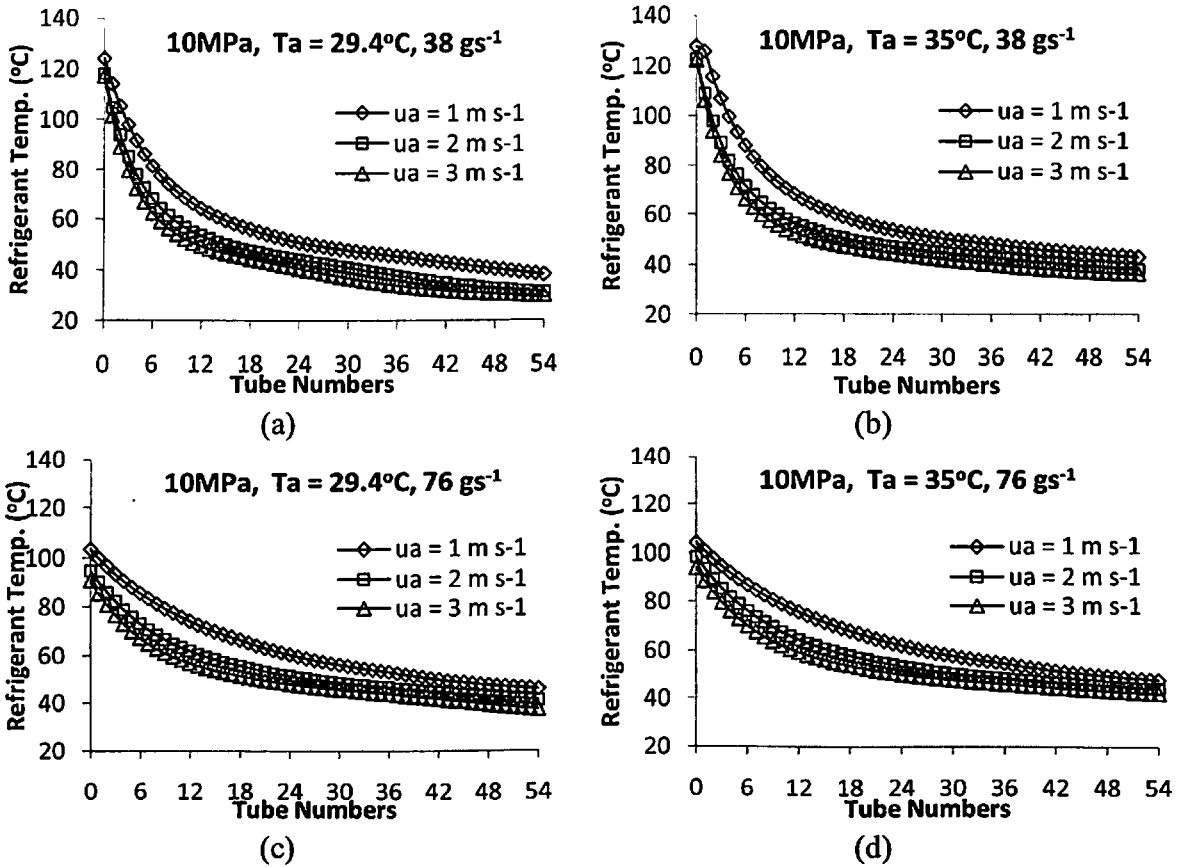 10MPa, Ta = 29.4°C, 38 gs-1
Refrigerant Temp. (°C)
140
120
100
80
60
40
20
ua = 1 m s-1
ua = 2 m s-1
ua = 3 m s-1
0 6 12 18 24 30 36 42 48 54
Tube Numbers
(a)
10MPa, Ta = 35°C, 38 gs-1
Refrigerant Temp. (°C)
140
120
100
80
60
40
20
ua = 1 m s-1
ua = 2 m s-1
ua = 3 m s-1
0 6 12 18 24 30 36 42 48 54
Tube Numbers
(b)
10MPa, Ta = 29.4°C, 76 gs-1
Refrigerant Temp. (°C)
140
120
100
80
60
40
20
ua = 1 m s-1
ua = 2 m s-1
ua = 3 m s-1
0 6 12 18 24 30 36 42 48 54
Tube Numbers
(c)
10MPa, Ta = 35°C, 76 gs-1
Refrigerant Temp. (°C)
140
120
100
80
60
40
20
ua = 1 m s-1
ua = 2 m s-1
ua = 3 m s-1
0 6 12 18 24 30 36 42 48 54
Tube Numbers
(d)